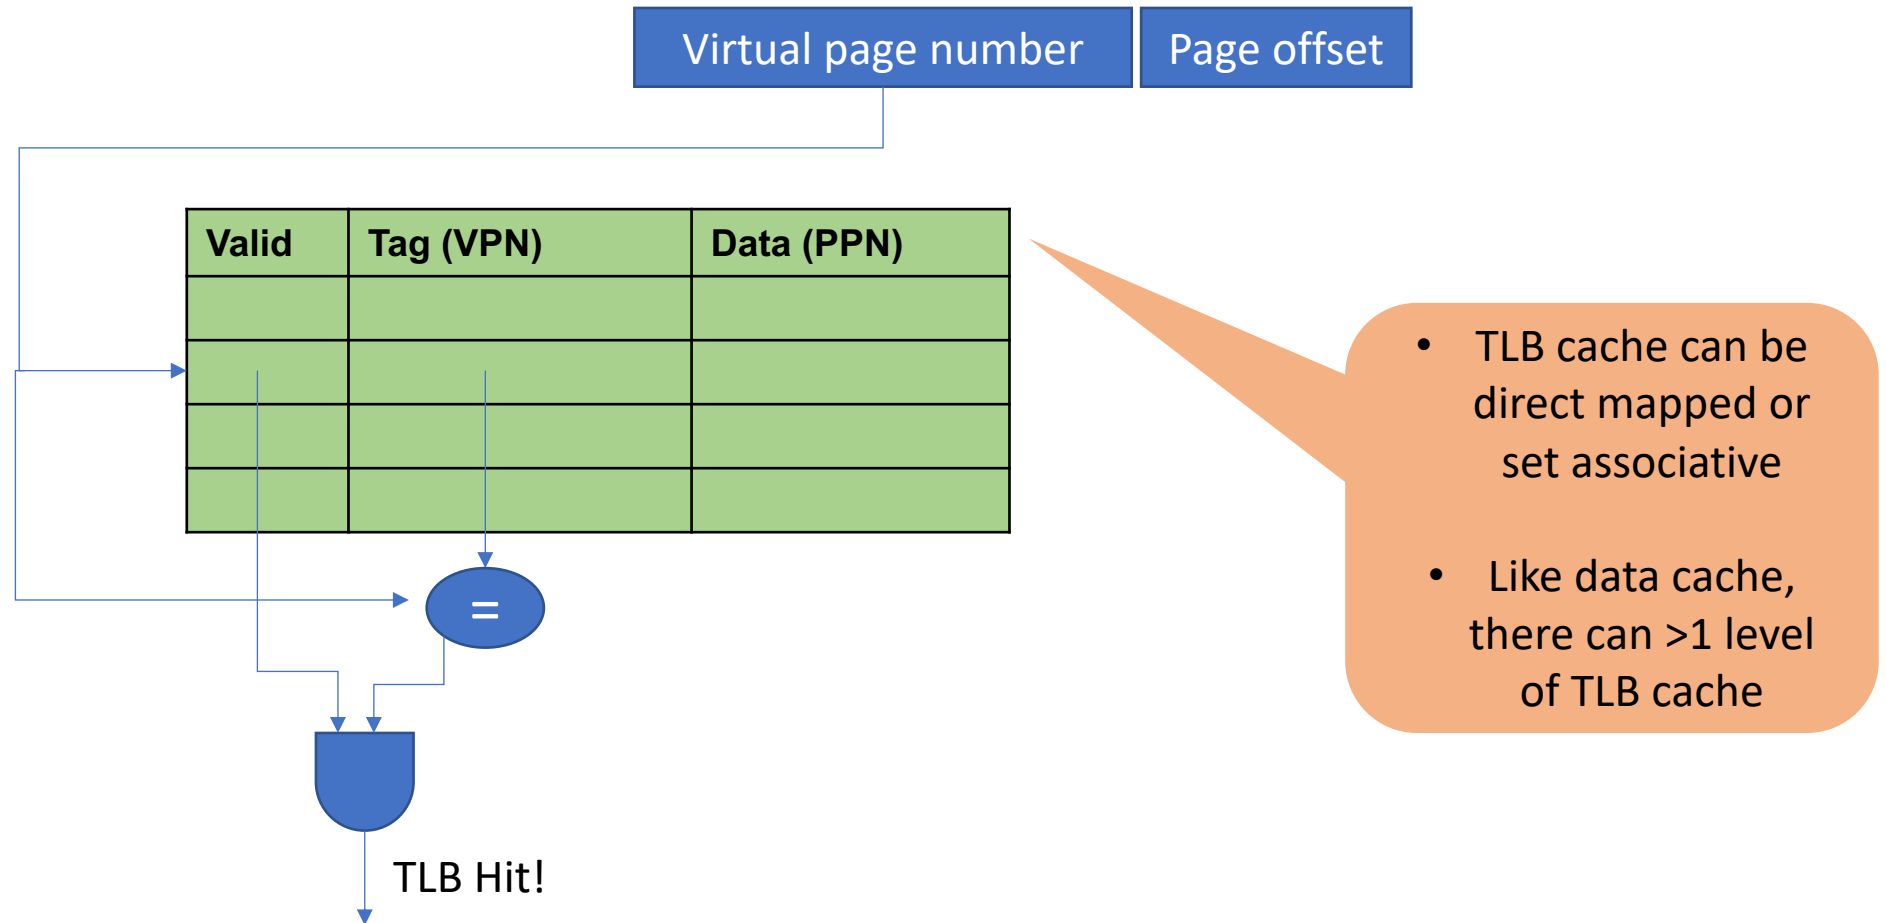 Virtual page number Page offset
Valid Tag (VPN) Data (PPN)
• TLB cache can be
direct mapped or
set associative
• Like data cache,
there can >1 level
of TLB cache
=
TLB Hit!